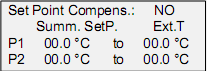 Set Point Compens.: NO
Summ. SetP. Ext.T
P1 00.0 °C to 00.0 °C
P2 00.0 °C to 00.0 °C